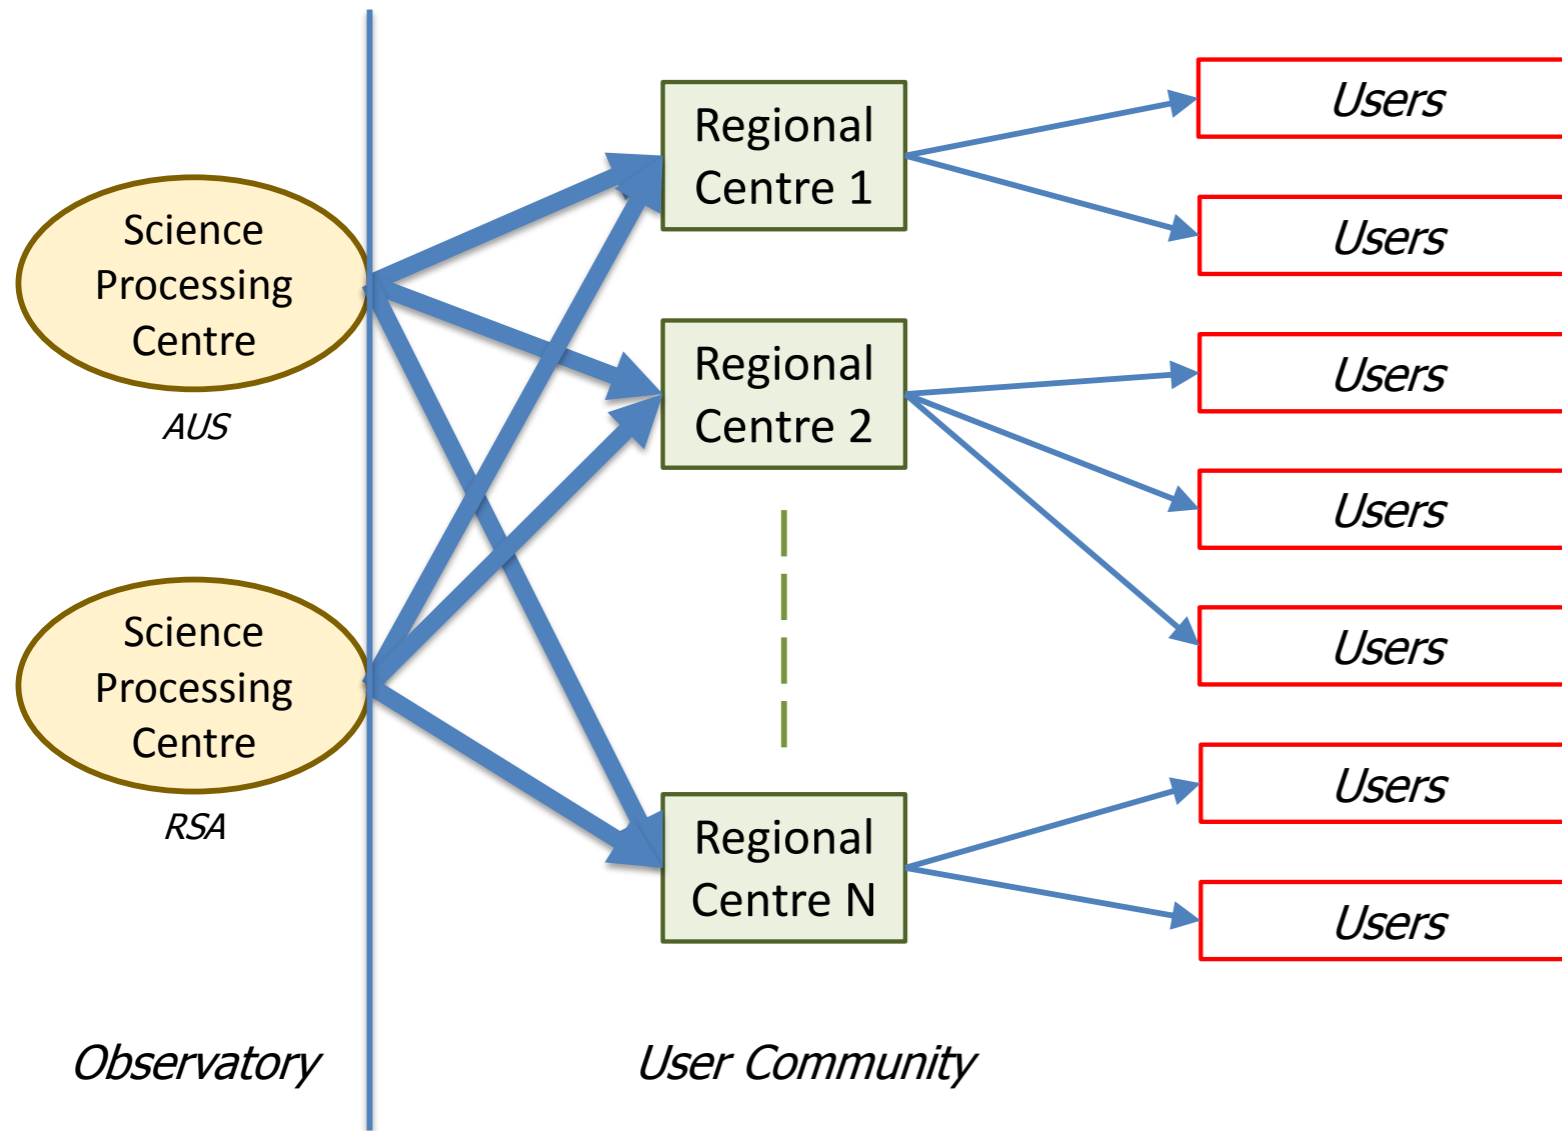 Science
Processing
Centre
AUS
Science
Processing
Centre
RSA
Regional
Centre 1
Regional
Centre 2
Regional
Centre N
Users
Users
Users
Users
Users
Users
Users
Observatory
User Community